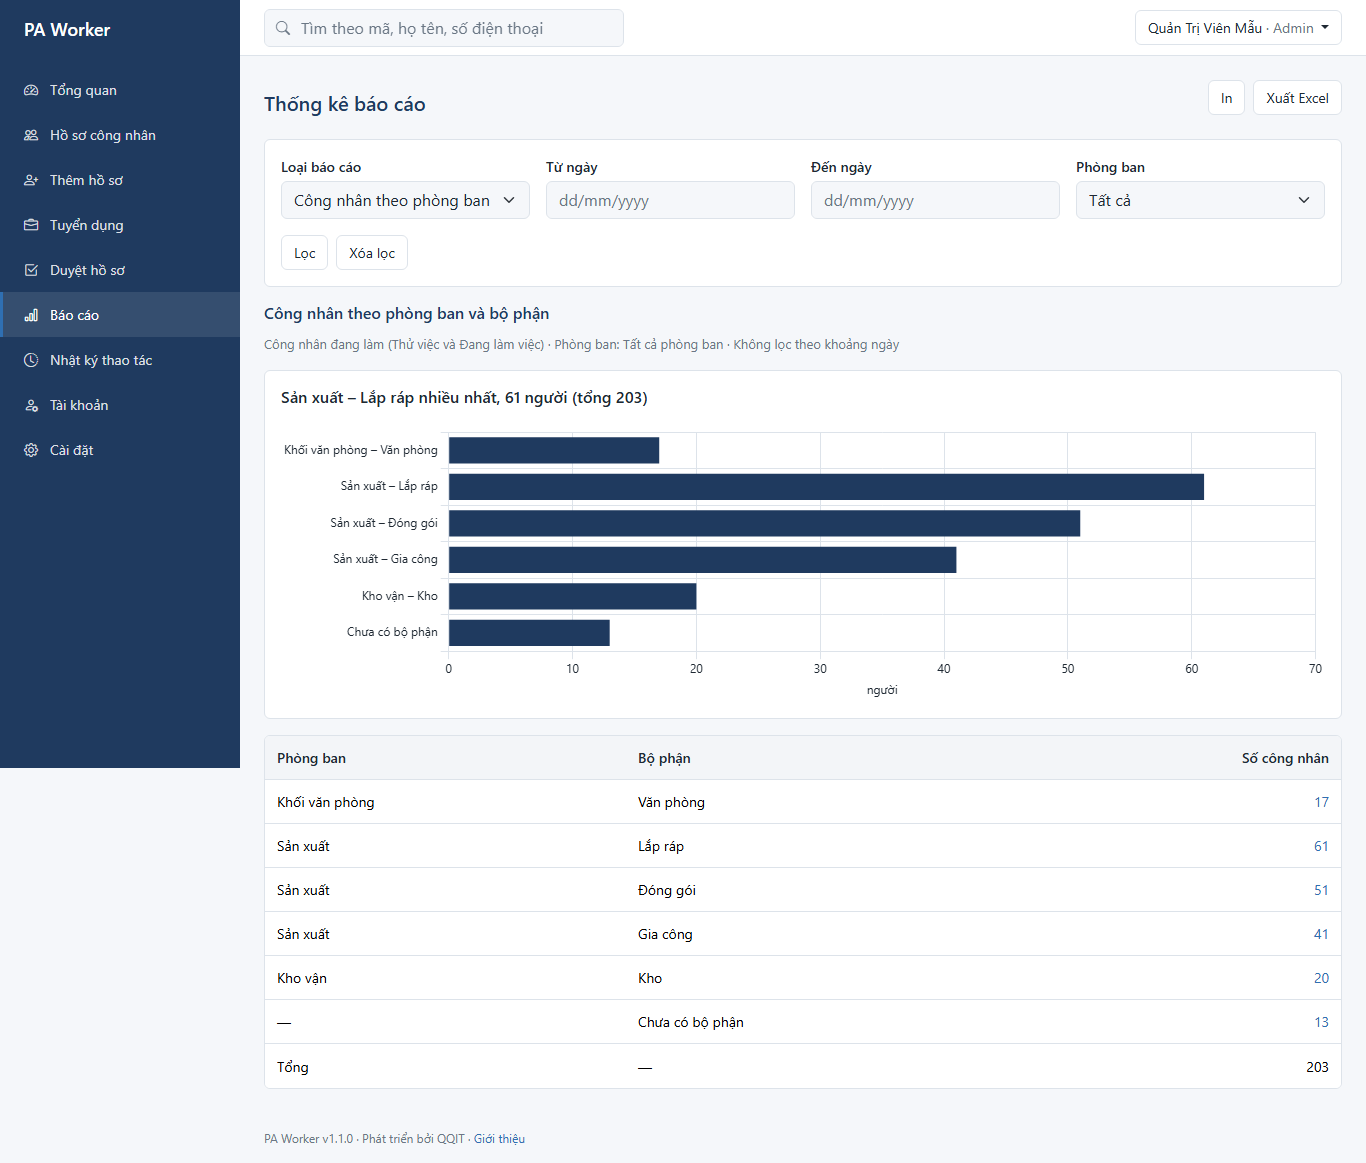 PA Worker
Tìm theo mã, họ tên, số điện thoại
Quản Trị Viên Mẫu · Admin
Tổng quan
Hồ sơ công nhân
Thêm hồ sơ
Tuyển dụng
Duyệt hồ sơ
Báo cáo
Nhật ký thao tác
Tài khoản
Cài đặt
Thống kê báo cáo
In
Xuất Excel
Loại báo cáo
Từ ngày
Đến ngày
Phòng ban
Công nhân theo phòng ban
dd/mm/yyyy
dd/mm/yyyy
Tất cả
Lọc
Xóa lọc
Công nhân theo phòng ban và bộ phận
Công nhân đang làm (Thử việc và Đang làm việc) · Phòng ban: Tất cả phòng ban · Không lọc theo khoảng ngày
Sản xuất – Lắp ráp nhiều nhất, 61 người (tổng 203)
Khối văn phòng – Văn phòng
Sản xuất – Lắp ráp
Sản xuất – Đóng gói
Sản xuất – Gia công
Kho vận – Kho
Chưa có bộ phận
0 10 20 30 40 50 60 70
người
Phòng ban Bộ phận Số công nhân
Khối văn phòng Văn phòng 17
Sản xuất Lắp ráp 61
Sản xuất Đóng gói 51
Sản xuất Gia công 41
Kho vận Kho 20
— Chưa có bộ phận 13
Tổng — 203
PA Worker v1.1.0 · Phát triển bởi QQIT · Giới thiệu